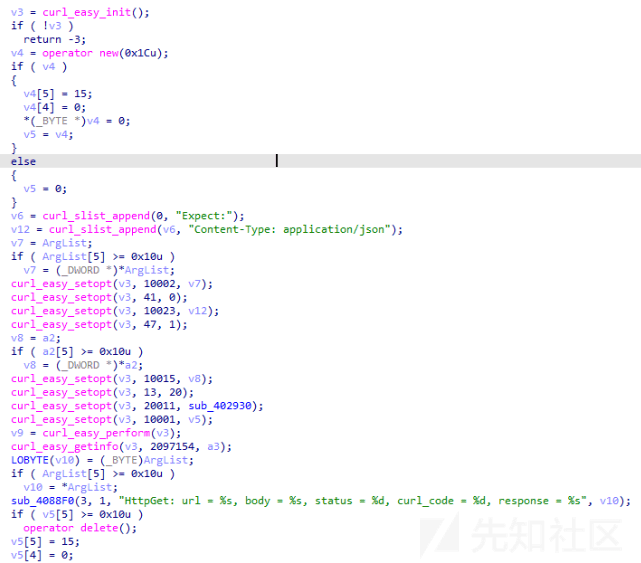 v3 = curl_easy_init();
if ( !v3 )
return -3;
v4 = operator new(0x1Cu);
if ( v4 )
{
v4[5] = 15;
v4[4] = 0;
*(_BYTE *)v4 = 0;
v5 = v4;
}
else
{
v5 = 0;
}
v6 = curl_slist_append(0, "Expect:");
v12 = curl_slist_append(v6, "Content-Type: application/json");
v7 = ArgList;
if ( ArgList[5] >= 0x10u )
v7 = (_DWORD *)*ArgList;
curl_easy_setopt(v3, 10002, v7);
curl_easy_setopt(v3, 41, 0);
curl_easy_setopt(v3, 10023, v12);
curl_easy_setopt(v3, 47, 1);
v8 = a2;
if ( a2[5] >= 0x10u )
v8 = (_DWORD *)*a2;
curl_easy_setopt(v3, 10015, v8);
curl_easy_setopt(v3, 13, 20);
curl_easy_setopt(v3, 20011, sub_402930);
curl_easy_setopt(v3, 10001, v5);
v9 = curl_easy_perform(v3);
curl_easy_getinfo(v3, 2097154, a3);
LOBYTE(v10) = (_BYTE)ArgList;
if ( ArgList[5] >= 0x10u )
v10 = *ArgList;
sub_4088F0(3, 1, "HttpGet: url = %s, body = %s, status = %d, curl_code = %d, response = %s", v10);
if ( v5[5] >= 0x10u )
operator delete();
v5[5] = 15;
v5[4] = 0;
先知社区